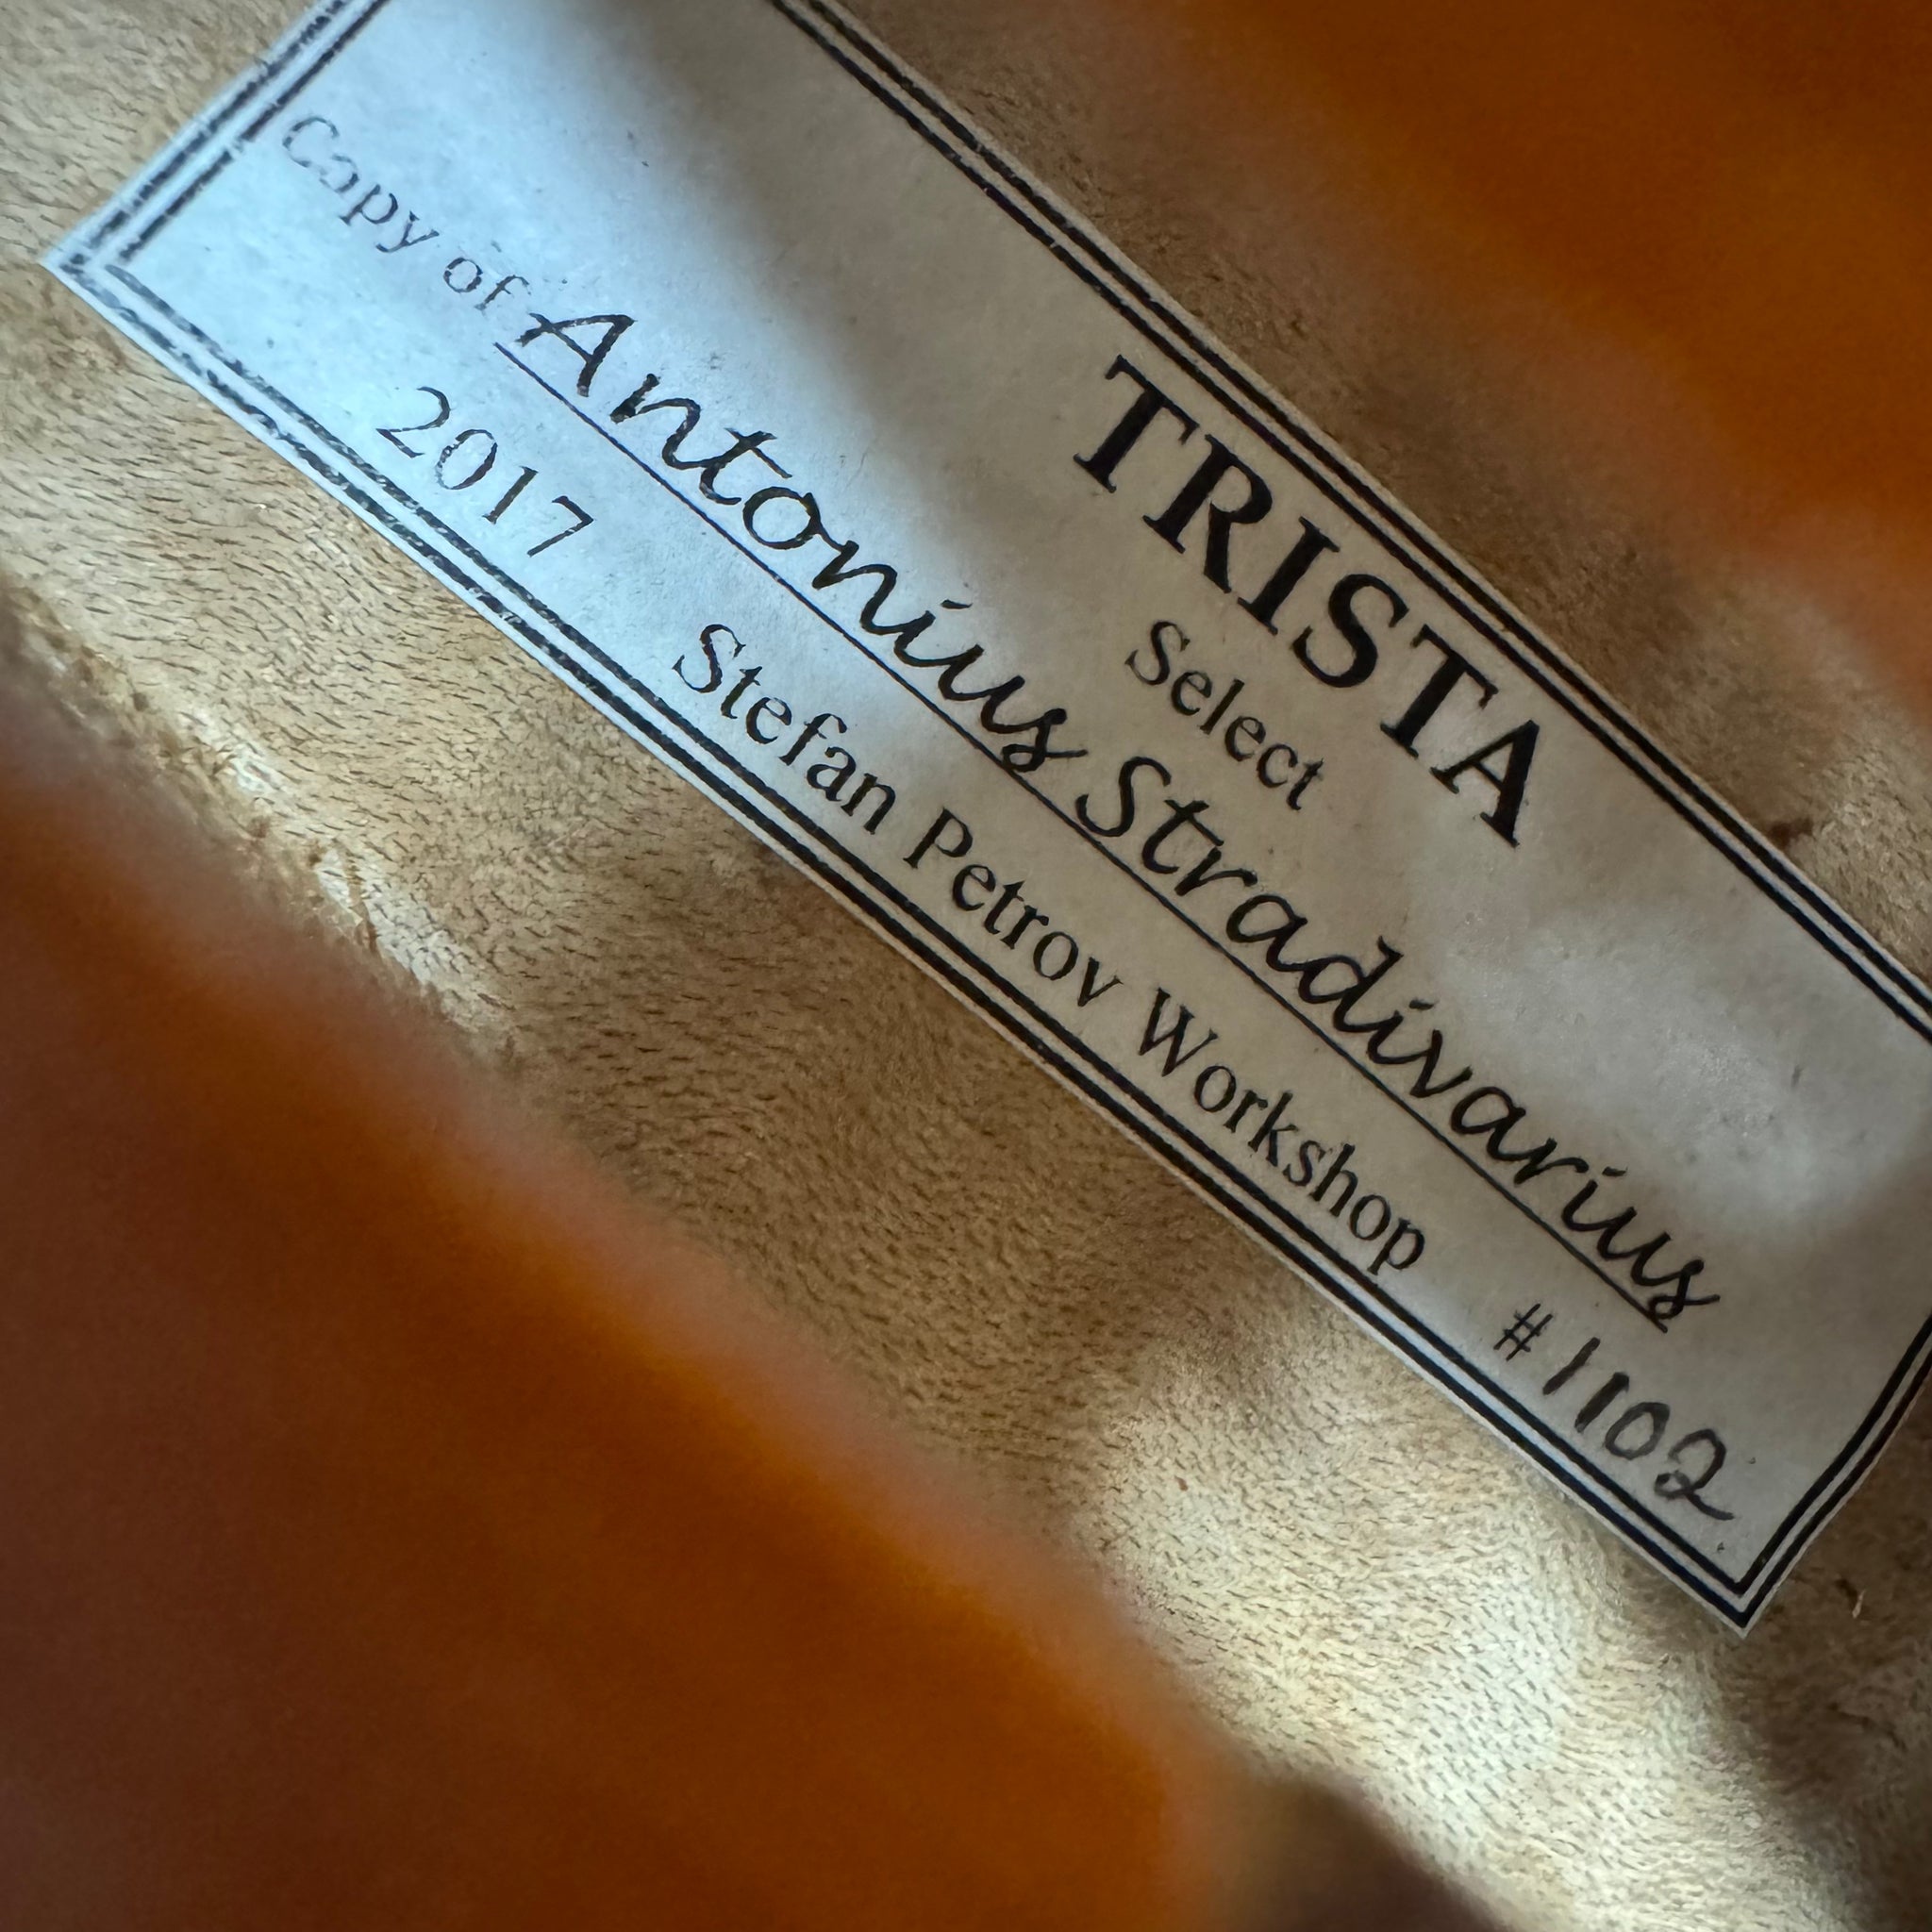 TRISTA
Select
Copy of Antonius Stradivarius
2017 Stefan Petrov Workshop #1102